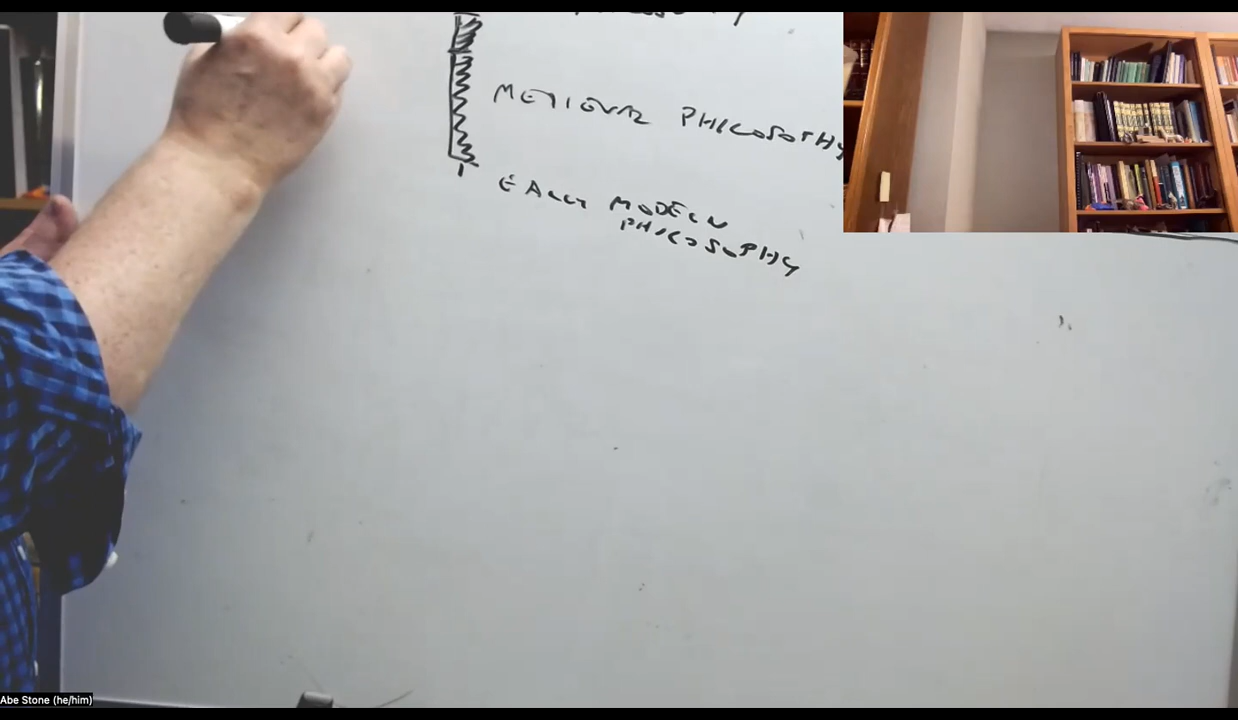 MEDIEVAL PHILOSOPHY
EARLY MODERN
PHILOSOPHY
Abe Stone (he/him)